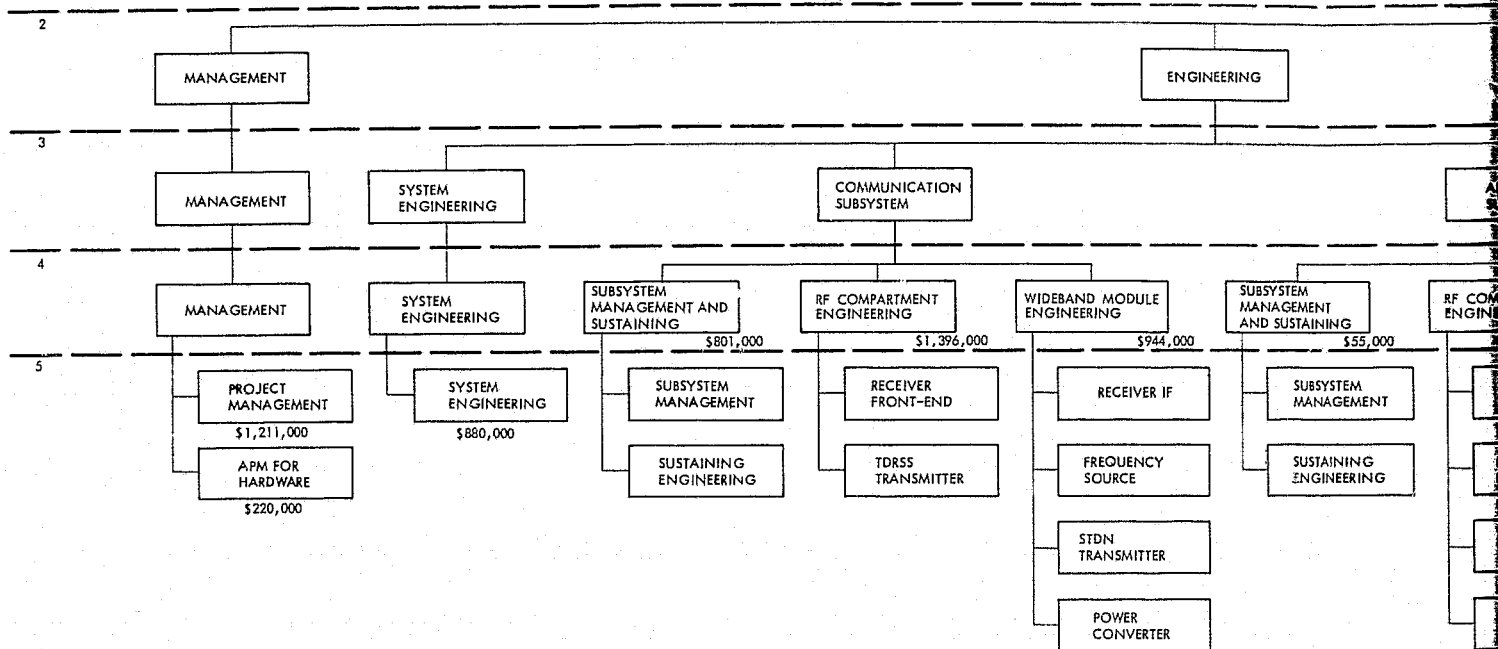 2
MANAGEMENT
ENGINEERING
3
MANAGEMENT
SYSTEM
ENGINEERING
COMMUNICATION
SUBSYSTEM
4
MANAGEMENT
SYSTEM
ENGINEERING
SUBSYSTEM
MANAGEMENT AND
SUSTAINING
$801,000
RF COMPARTMENT
ENGINEERING
$1,396,000
WIDEBAND MODULE
ENGINEERING
$944,000
SUBSYSTEM
MANAGEMENT
AND SUSTAINING
$55,000
RF
5
PROJECT
MANAGEMENT
$1,211,000
APM FOR
HARDWARE
$220,000
SYSTEM
ENGINEERING
$880,000
SUBSYSTEM
MANAGEMENT
SUSTAINING
ENGINEERING
RECEIVER
FRONT-END
TDRSS
TRANSMITTER
RECEIVER IF
FREQUENCY
SOURCE
STDN
TRANSMITTER
POWER
CONVERTER
SUBSYSTEM
MANAGEMENT
SUSTAINING
ENGINEERING